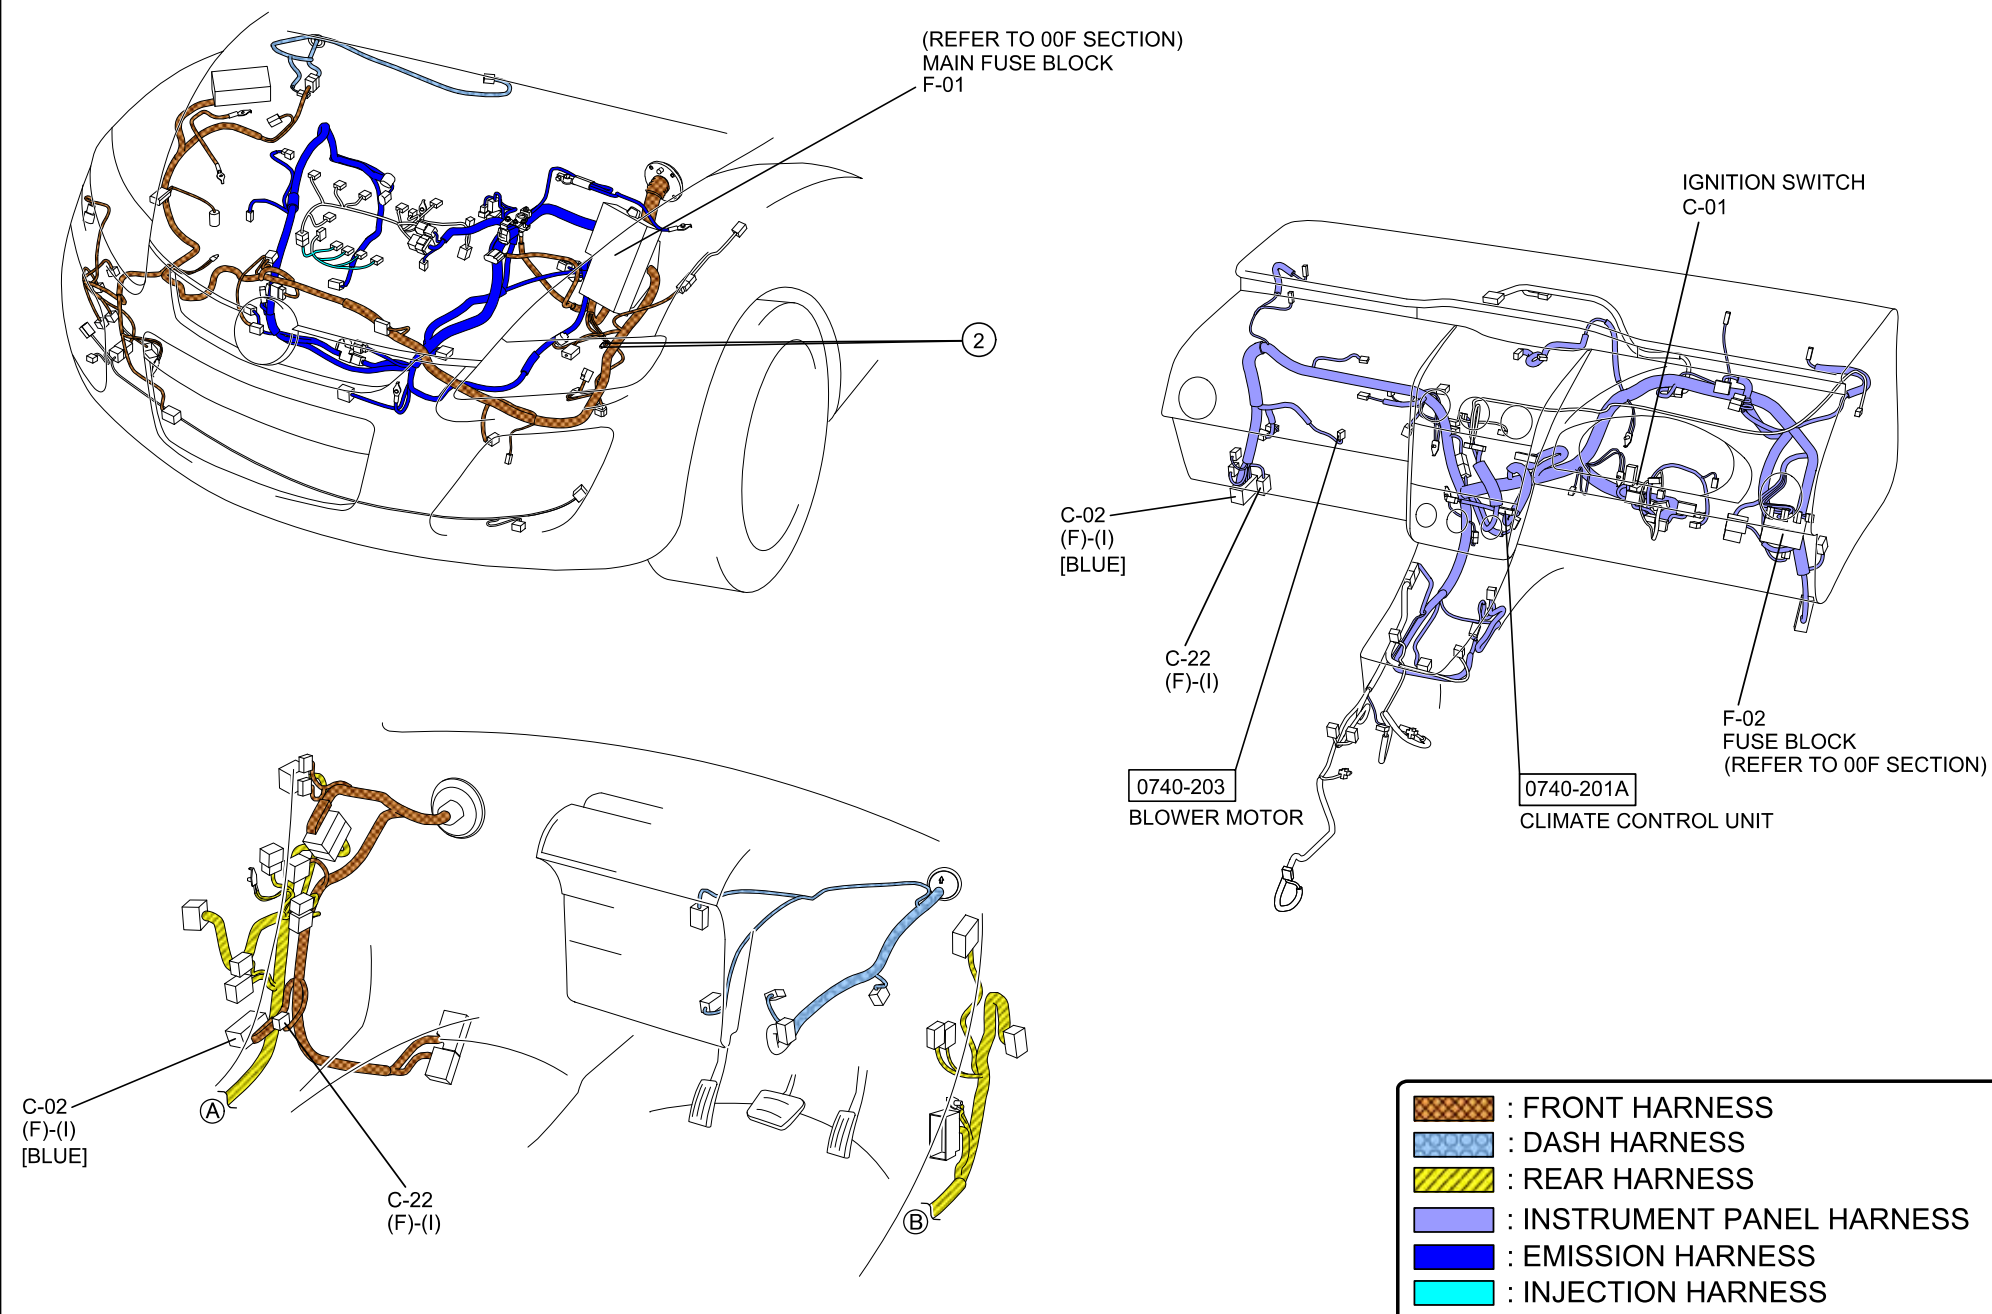 (REFER TO 00F SECTION)
MAIN FUSE BLOCK
F-01
2
IGNITION SWITCH
C-01
C-02
(F)-(I)
[BLUE]
C-22
(F)-(I)
0740-203
BLOWER MOTOR
0740-201A
CLIMATE CONTROL UNIT
F-02
FUSE BLOCK
(REFER TO 00F SECTION)
C-02
(F)-(I)
[BLUE]
A
C-22
(F)-(I)
B
: FRONT HARNESS
: DASH HARNESS
: REAR HARNESS
: INSTRUMENT PANEL HARNESS
: EMISSION HARNESS
: INJECTION HARNESS